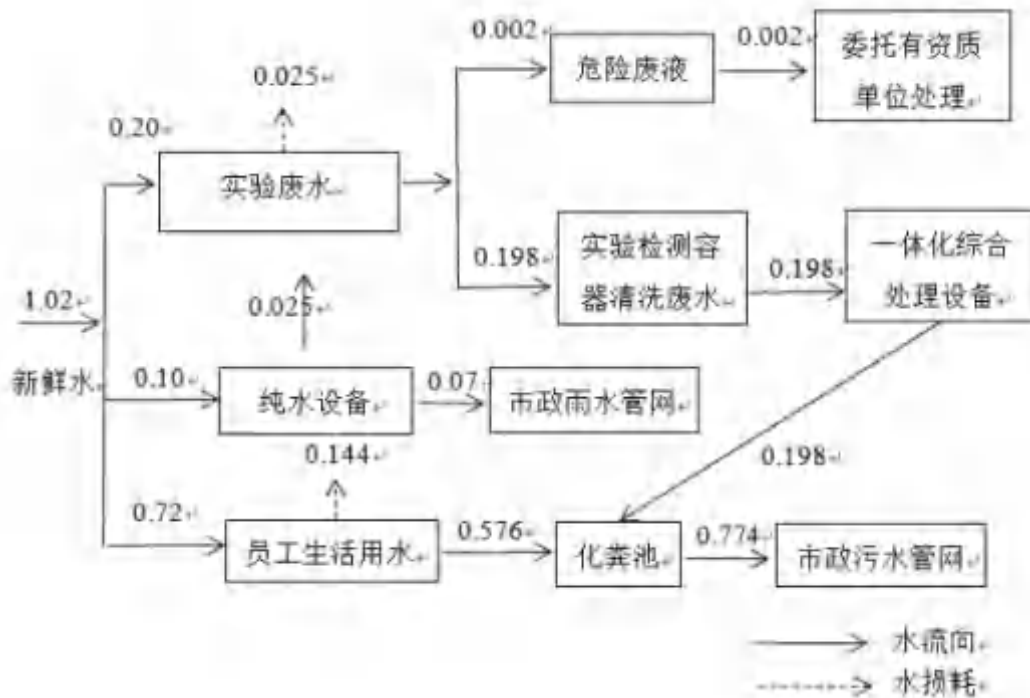 0.002
0.002
危险废液
委托有资质
单位处理
0.025
0.20
实验废水
0.198
实验检测容
器清洗废水
0.198
一体化综合
处理设备
1.02
新鲜水
0.025
0.10
纯水设备
0.07
市政雨水管网
0.144
0.198
0.72
员工生活用水
0.576
化粪池
0.774
市政污水管网
水流向
水损耗